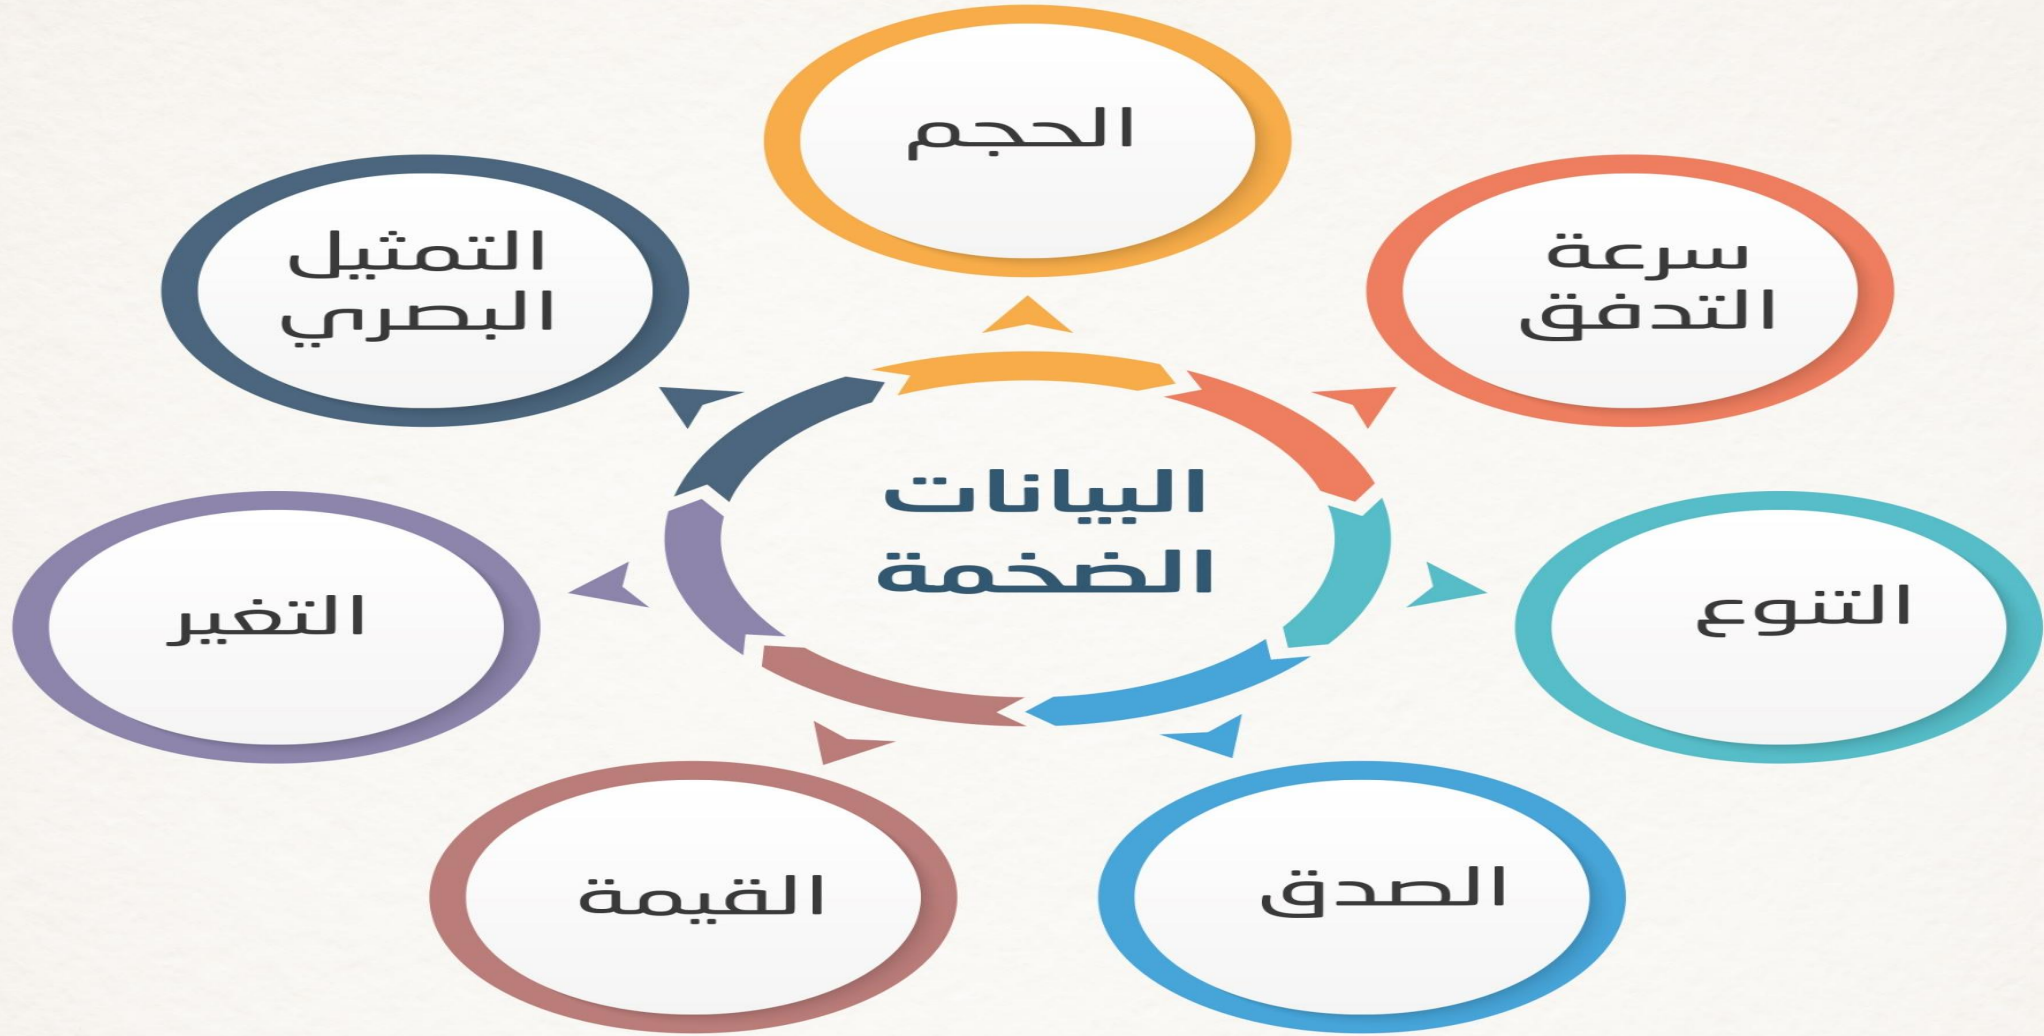 البيانات
الضخمة
الحجم
سرعة
التدفق
التنوع
الصدق
القيمة
التغير
التمثيل
البصري